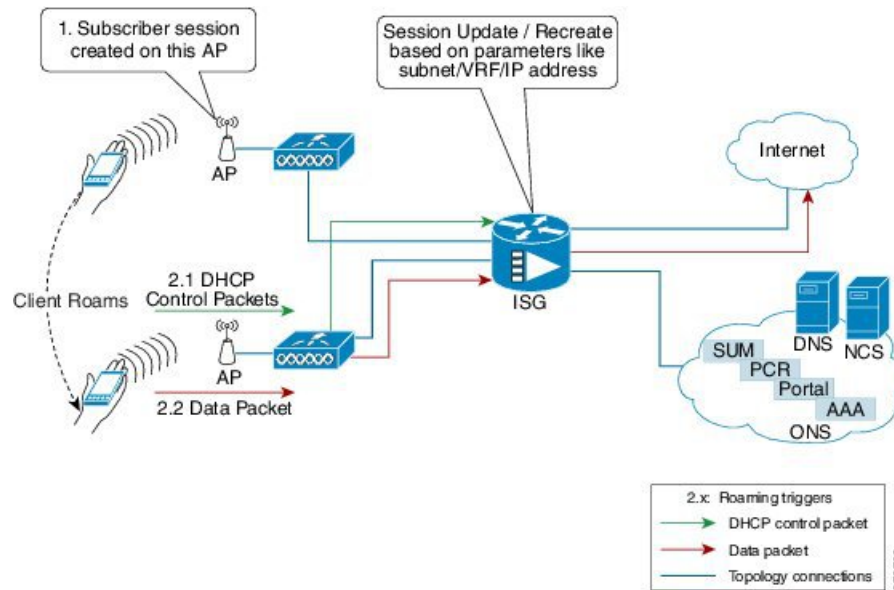 1. Subscriber session
created on this AP
Session Update / Recreate
based on parameters like
subnet/VRF/IP address
AP
Internet
2.1 DHCP
Control Packets
Client Roams
ISG
AP
2.2 Data Packet
DNS
NCS
SUM
PCR
Portal
AAA
ONS
2.x: Roaming triggers
DHCP control packet
Data packet
Topology connections